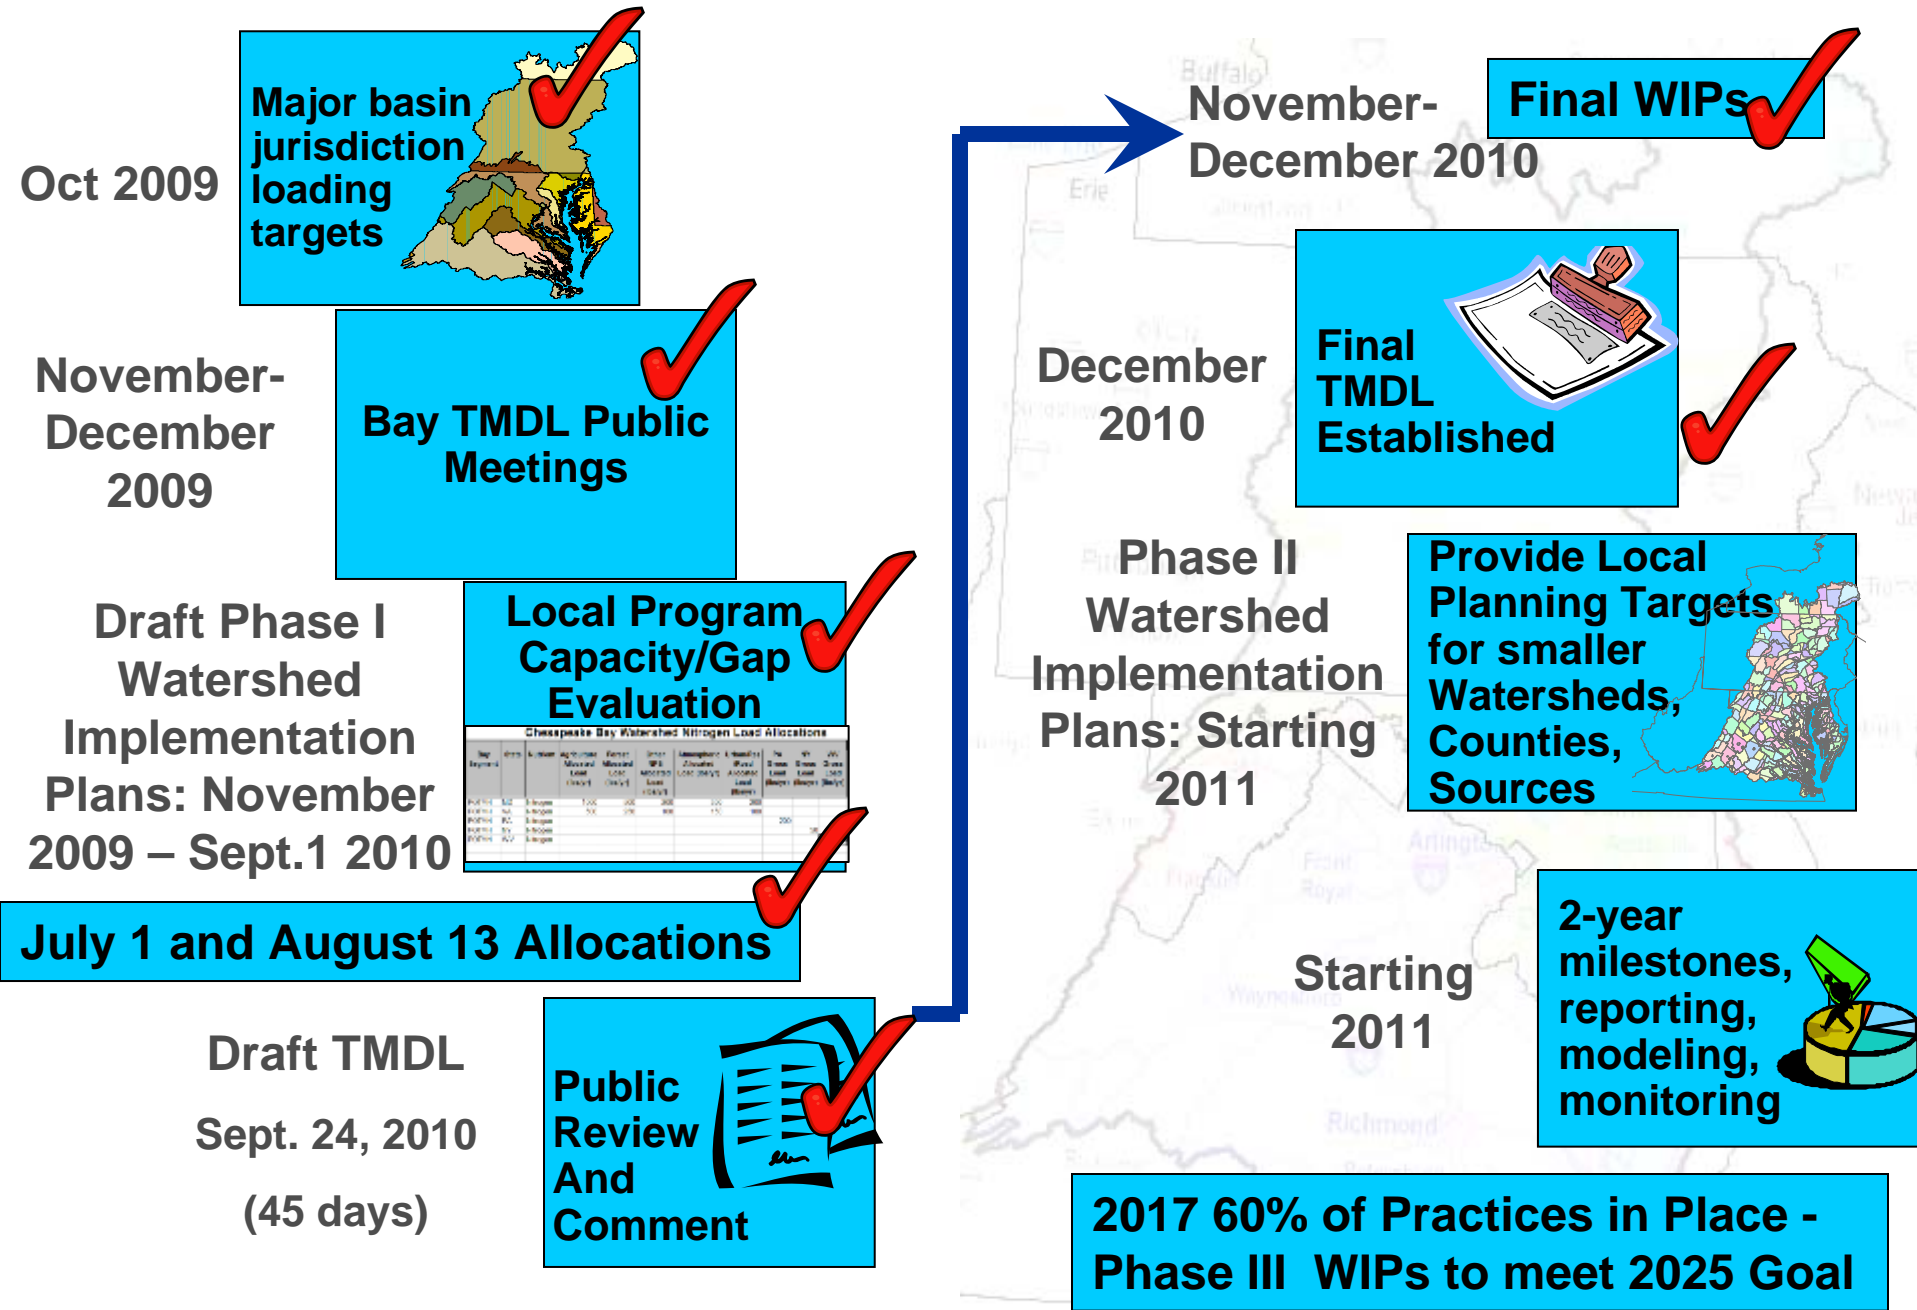 Oct 2009
Major basin
jurisdiction
loading
targets
November-
December
2009
Bay TMDL Public
Meetings
Draft Phase I
Watershed
Implementation
Plans: November
2009 – Sept.1 2010
Local Program
Capacity/Gap
Evaluation
Chesapeake Bay Watershed Nitrogen Load Allocations
July 1 and August 13 Allocations
Draft TMDL
Sept. 24, 2010
(45 days)
Public
Review
And
Comment
November-
December 2010
Final WIPs
December
2010
Final
TMDL
Established
Phase II
Watershed
Implementation
Plans: Starting
2011
Provide Local
Planning Targets
for smaller
Watersheds,
Counties,
Sources
Starting
2011
2-year
milestones,
reporting,
modeling,
monitoring
2017 60% of Practices in Place -
Phase III WIPs to meet 2025 Goal
Buffalo
Erie
Front
Royal
Richmond